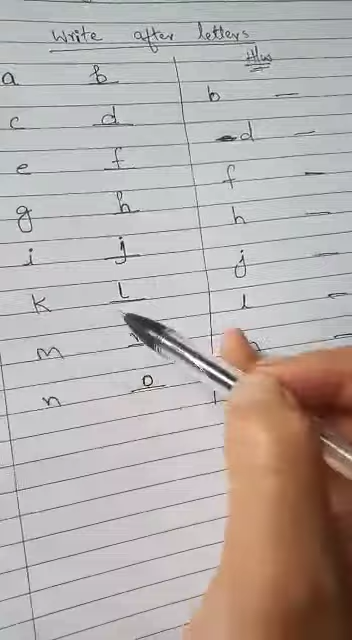 Write after letters
H/w
a b b —
c d d —
e f f —
g h h —
i j j —
k l l —
m —
n o